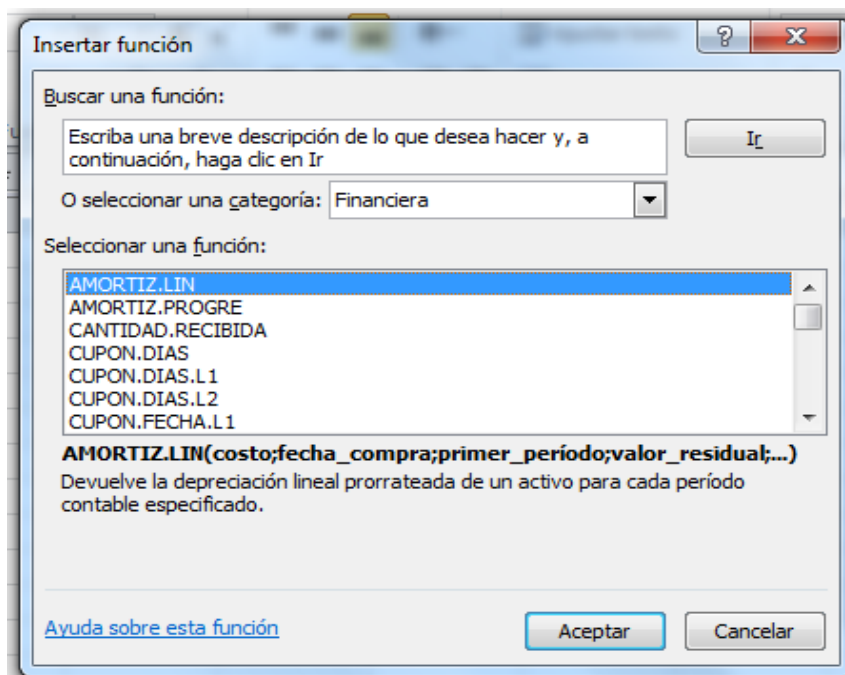 Insertar función
?
Buscar una función:
Escriba una breve descripción de lo que desea hacer y, a
continuación, haga clic en Ir
Ir
O seleccionar una categoría: Financiera
Seleccionar una función:
AMORTIZ.LIN
AMORTIZ.PROGRE
CANTIDAD.RECIBIDA
CUPON.DIAS
CUPON.DIAS.L1
CUPON.DIAS.L2
CUPON.FECHA.L1
AMORTIZ.LIN(costo;fecha_compra;primer_período;valor_residual;...)
Devuelve la depreciación lineal prorrateada de un activo para cada período
contable especificado.
Ayuda sobre esta función
Aceptar
Cancelar